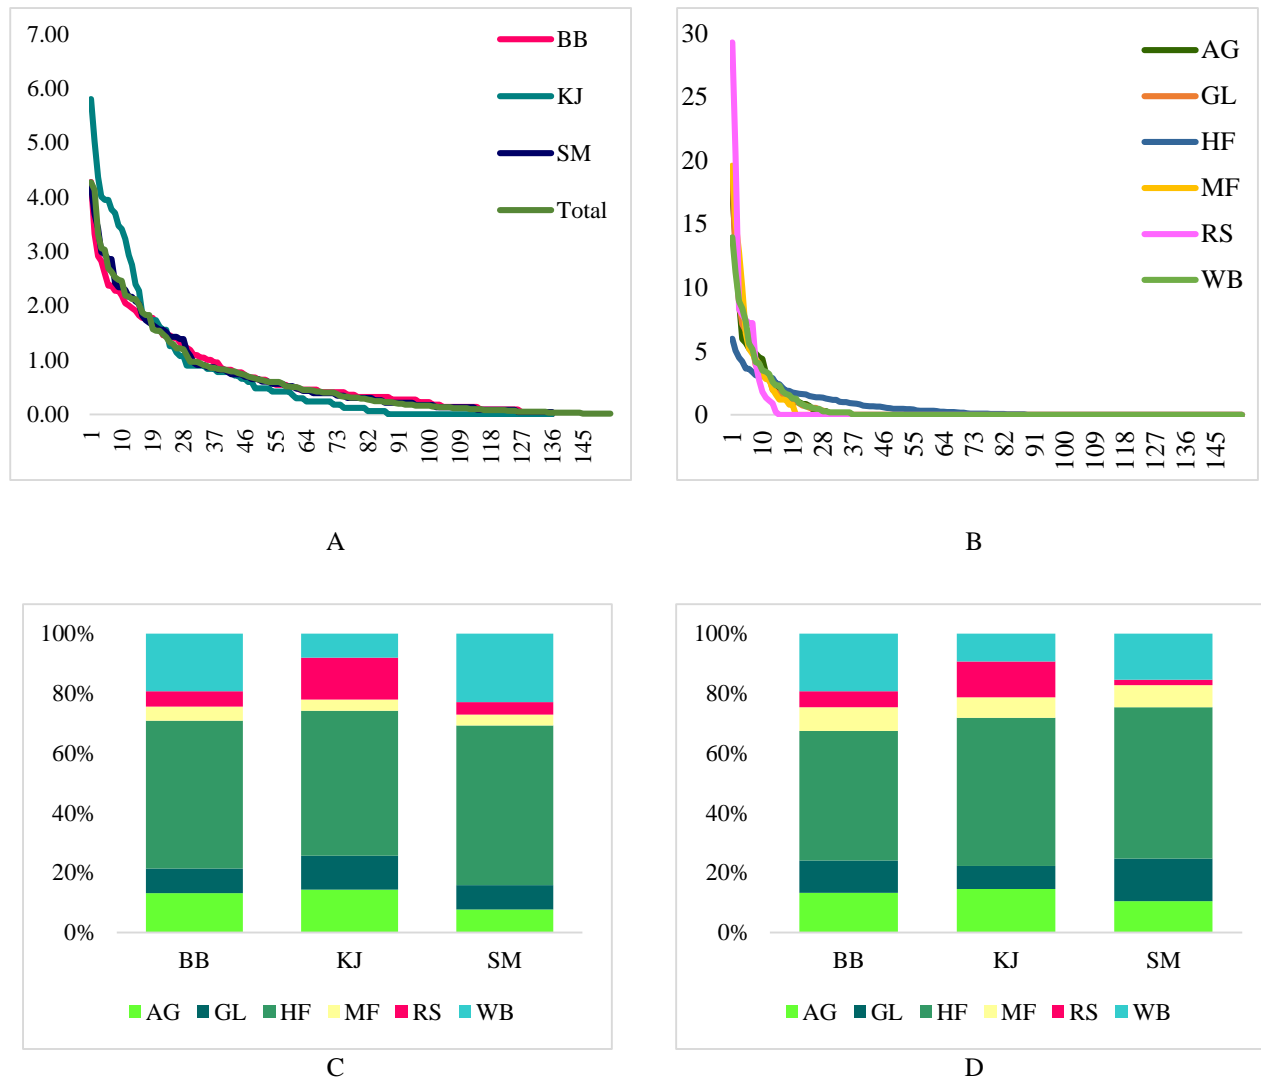 7.00
6.00
5.00
4.00
3.00
2.00
1.00
0.00
1 10 19 28 37 46 55 64 73 82 91 100 109 118 127 136 145
BB
KJ
SM
Total
A
30
25
20
15
10
5
0
1 10 19 28 37 46 55 64 73 82 91 100 109 118 127 136 145
AG
GL
HF
MF
RS
WB
B
100%
80%
60%
40%
20%
0%
BB KJ SM
AG GL HF MF RS WB
C
100%
80%
60%
40%
20%
0%
BB KJ SM
AG GL HF MF RS WB
D